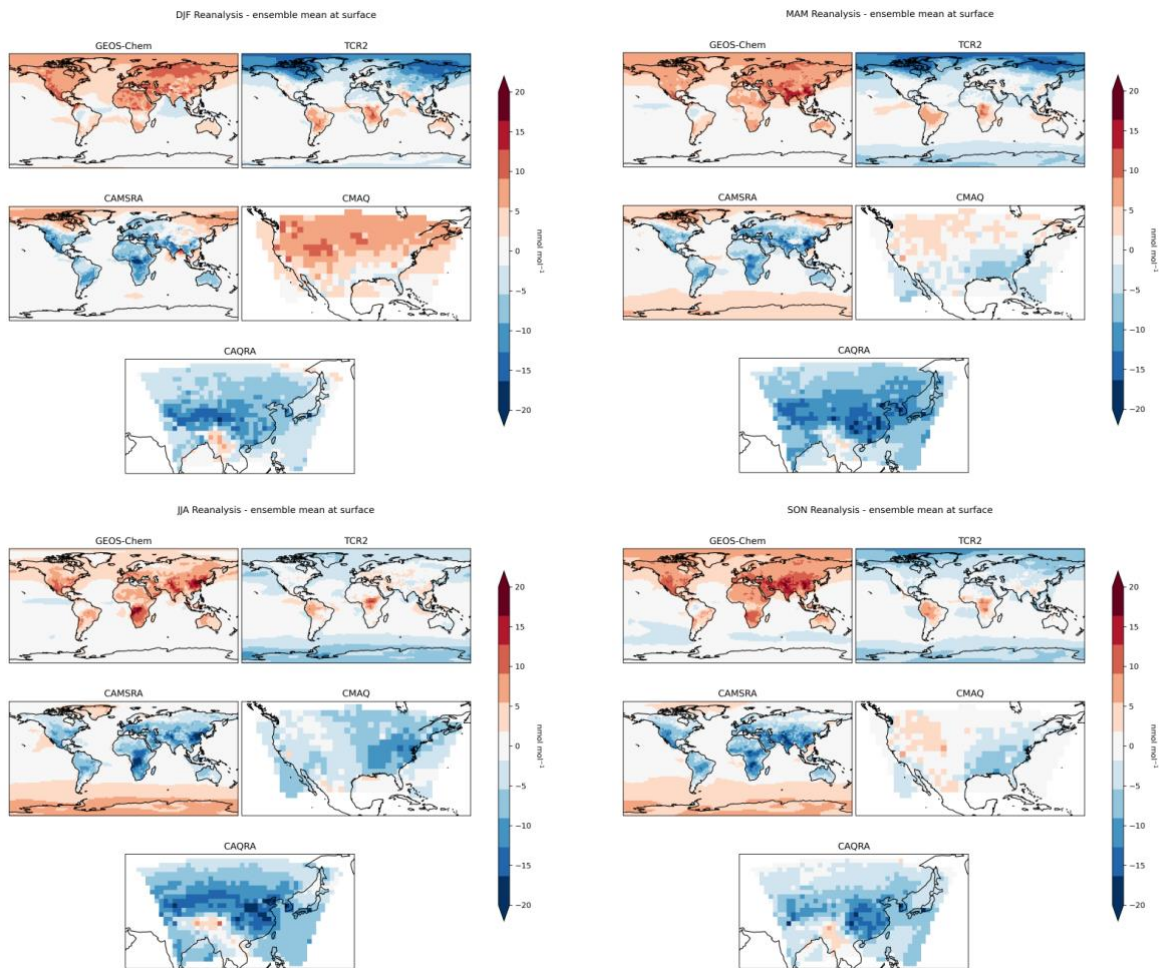 DJF Reanalysis - ensemble mean at surface
GEOS-Chem
TCR2
CAMSRA
CMAQ
CAQRA
20
15
10
5
0
−5
−10
−15
−20
nmol mol⁻¹
MAM Reanalysis - ensemble mean at surface
GEOS-Chem
TCR2
CAMSRA
CMAQ
CAQRA
20
15
10
5
0
−5
−10
−15
−20
nmol mol⁻¹
JJA Reanalysis - ensemble mean at surface
GEOS-Chem
TCR2
CAMSRA
CMAQ
CAQRA
20
15
10
5
0
−5
−10
−15
−20
nmol mol⁻¹
SON Reanalysis - ensemble mean at surface
GEOS-Chem
TCR2
CAMSRA
CMAQ
CAQRA
20
15
10
5
0
−5
−10
−15
−20
nmol mol⁻¹